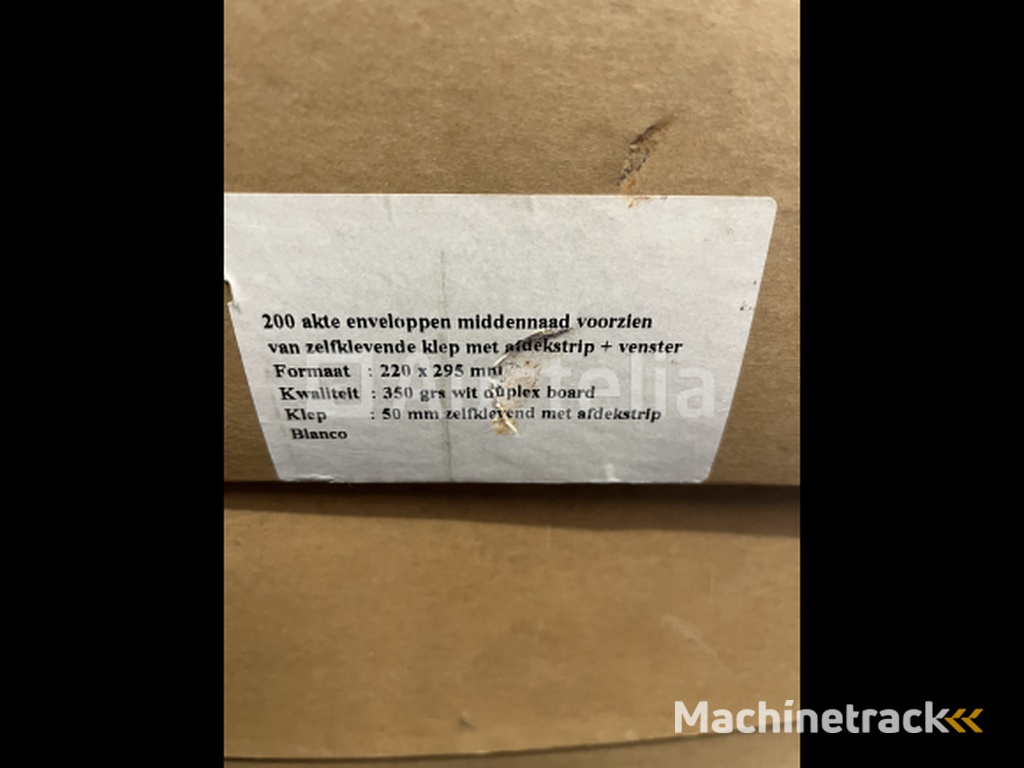 200 akte enveloppen middennaad voorzien
van zelfklevende klep met afdekstrip + venster
Formaat : 220 x 295 mm
Kwaliteit : 350 grs wit duplex board
Klep : 50 mm zelfklevend met afdekstrip
Blanco
Machinetrack